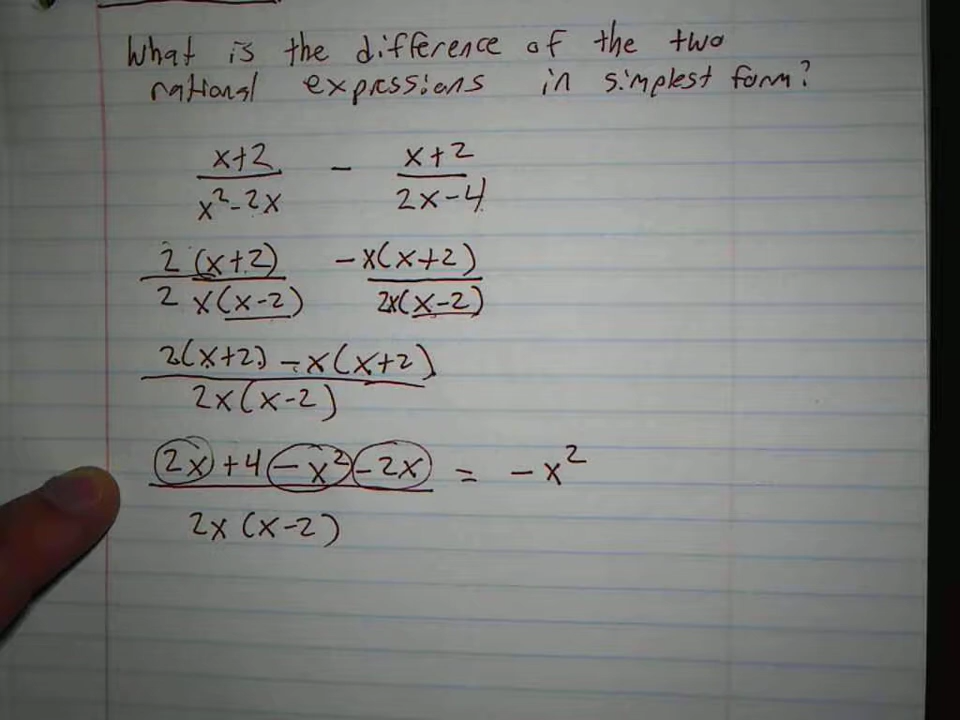 What is the difference of the two
rational expressions in simplest form?
x+2 / x²-2x - x+2 / 2x-4
2(x+2) / 2x(x-2) -x(x+2) / 2x(x-2)
2(x+2) -x(x+2) / 2x(x-2)
2x+4-x²-2x / 2x(x-2) = -x²